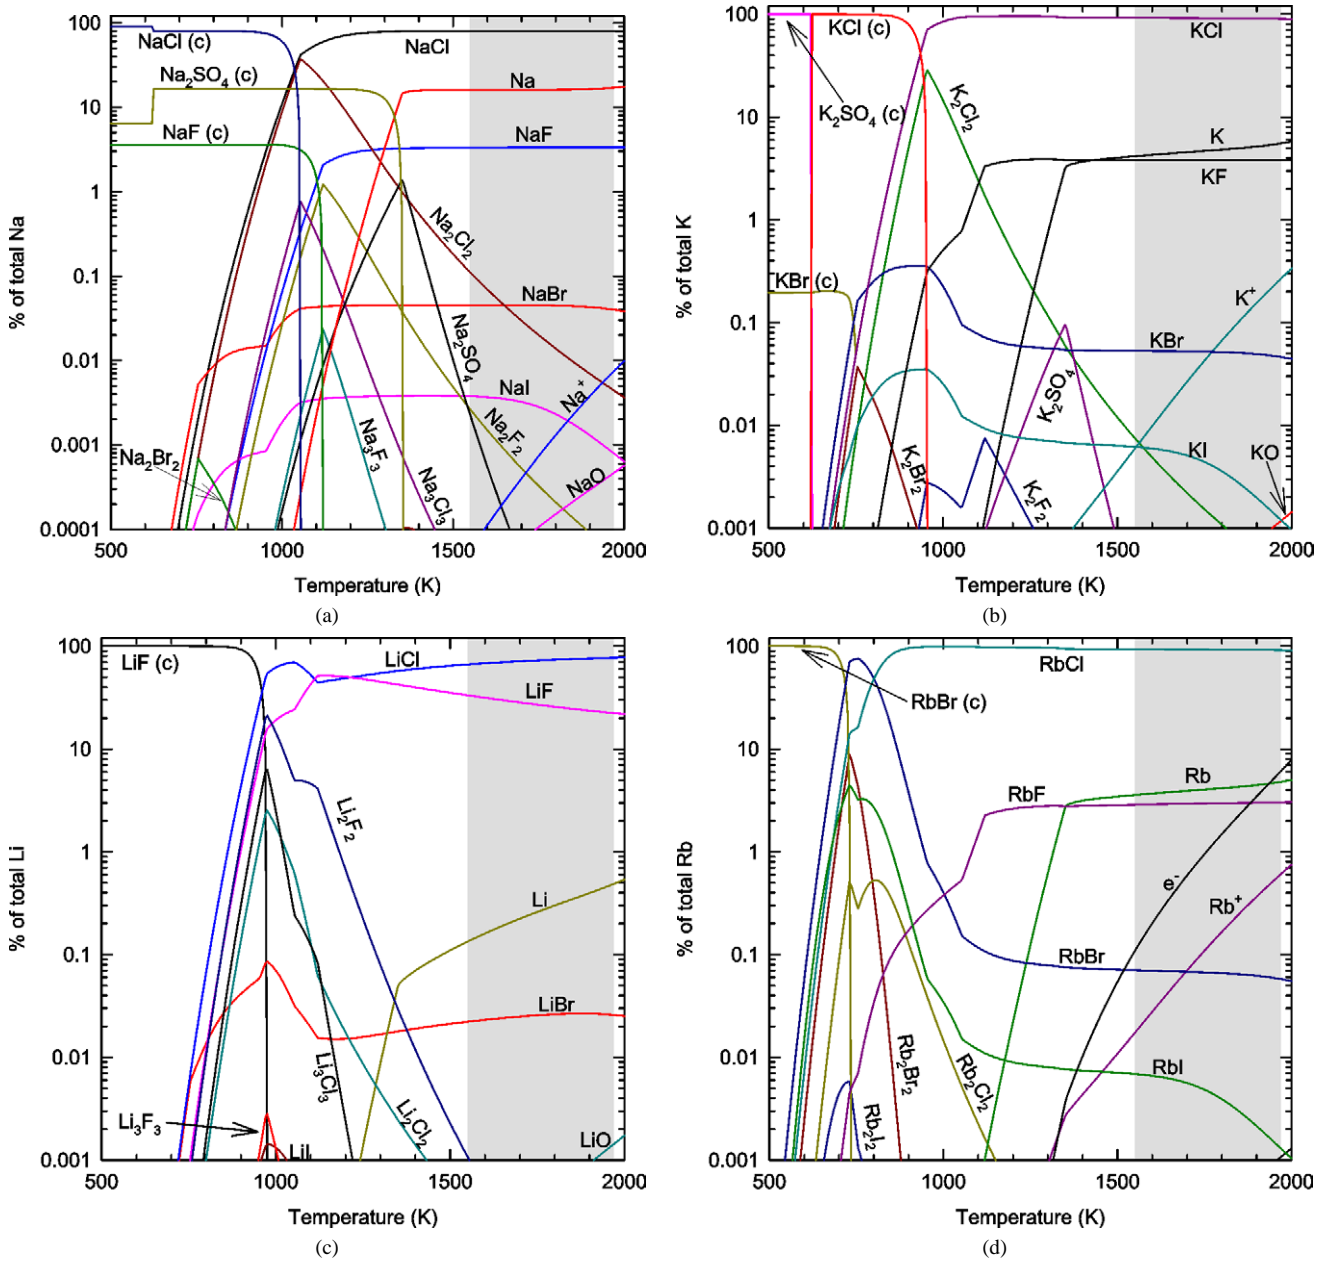 100
10
1
0.1
0.01
0.001
0.0001
% of total Na
NaCl (c)
Na₂SO₄ (c)
NaF (c)
NaCl
Na
NaF
Na₂Cl₂
NaBr
Na₂SO₄
NaI
Na⁺
Na₂Br₂
Na₃F₃
Na₂F₂
Na₃Cl₃
NaO
500 1000 1500 2000
Temperature (K)
(a)
100
10
1
0.1
0.01
0.001
% of total K
KCl (c)
KCl
K₂SO₄ (c)
K₂Cl₂
K
KF
KBr (c)
K⁺
KBr
K₂SO₄
KI
KO
K₂Br₂
K₂F₂
500 1000 1500 2000
Temperature (K)
(b)
100
10
1
0.1
0.01
0.001
% of total Li
LiF (c)
LiCl
LiF
Li₂F₂
Li
LiBr
Li₃Cl₃
Li₂Cl₂
Li₃F₃
LiI
LiO
500 1000 1500 2000
Temperature (K)
(c)
100
10
1
0.1
0.01
0.001
% of total Rb
RbCl
RbBr (c)
RbF
Rb
e⁻
Rb⁺
RbBr
Rb₂Br₂
Rb₂Cl₂
RbI
Rb₂I₂
500 1000 1500 2000
Temperature (K)
(d)